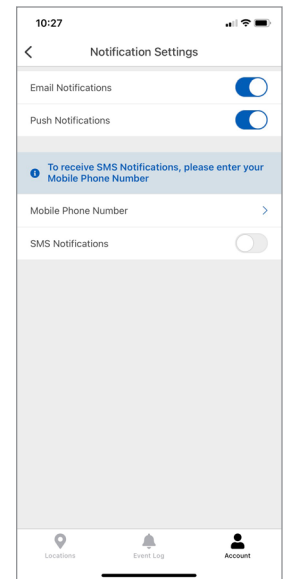 10:27
Notification Settings
Email Notifications
Push Notifications
To receive SMS Notifications, please enter your
Mobile Phone Number
Mobile Phone Number
SMS Notifications
Locations
Event Log
Account